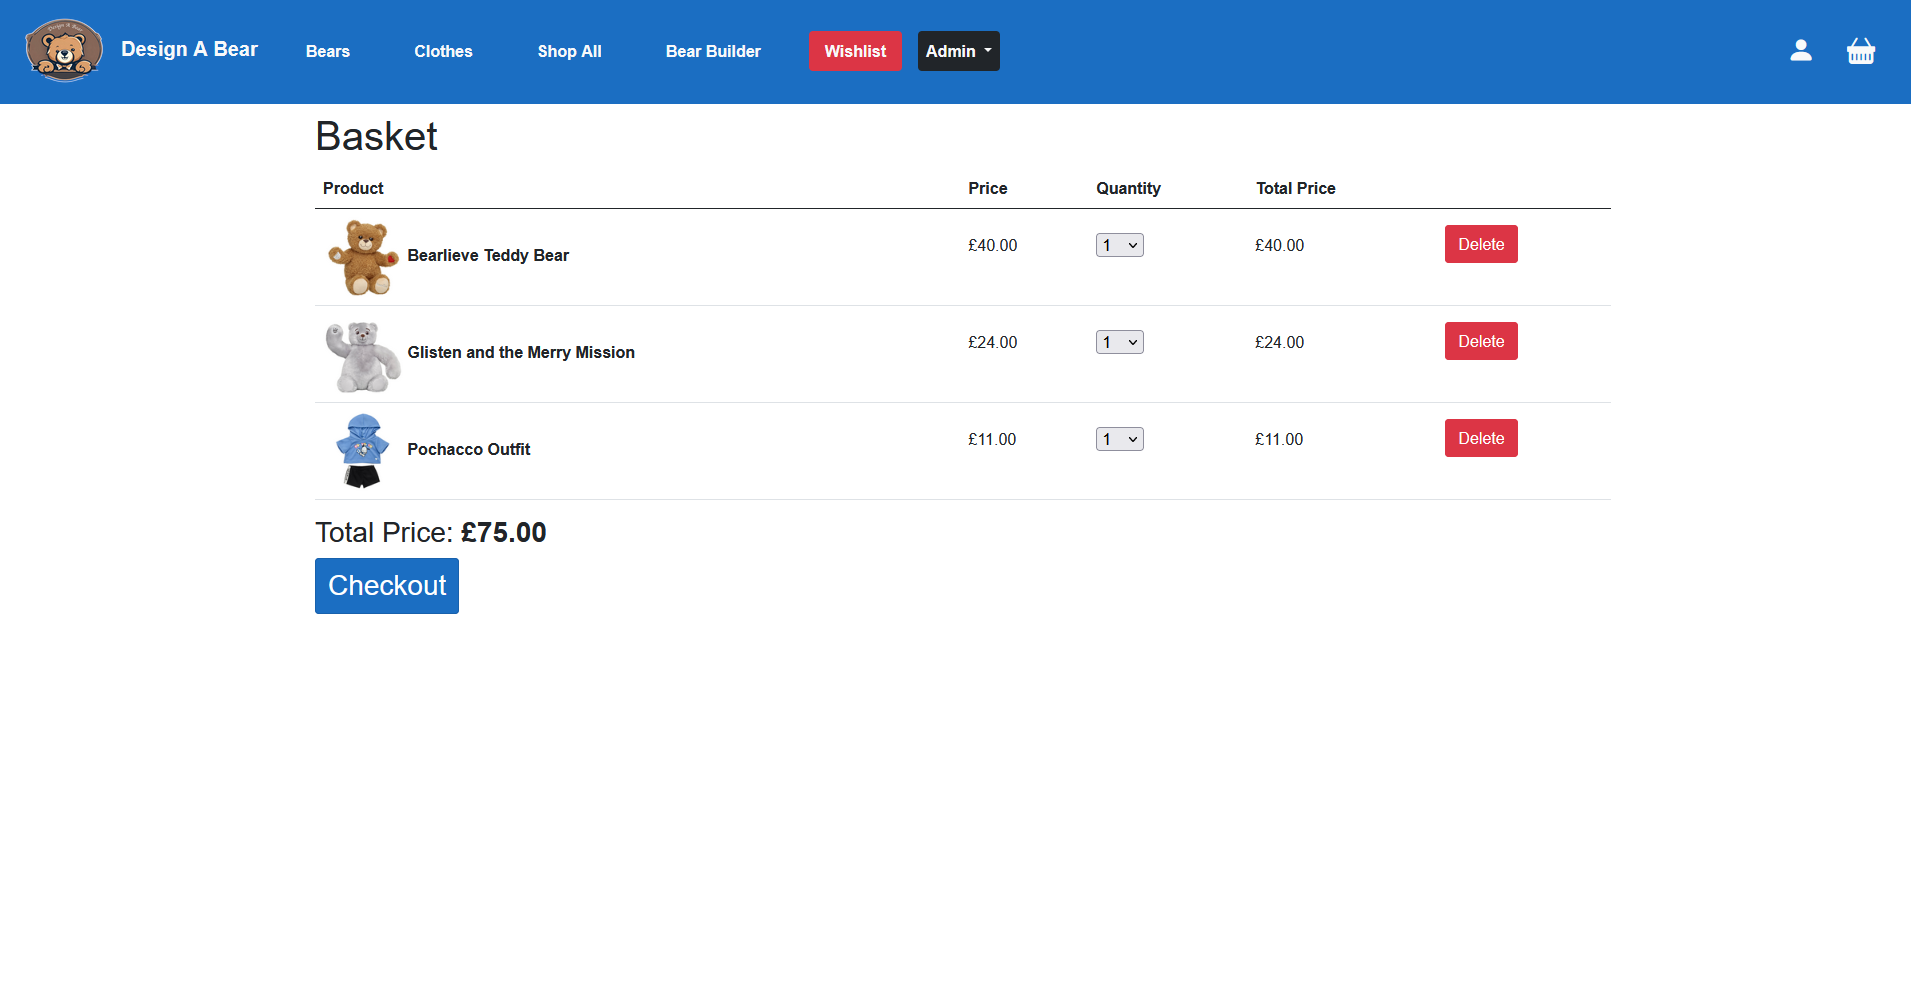 Design A Bear
Design A Bear Bears Clothes Shop All Bear Builder Wishlist Admin
Basket
Product Price Quantity Total Price
Bearlieve Teddy Bear £40.00 1 £40.00 Delete
Glisten and the Merry Mission £24.00 1 £24.00 Delete
Pochacco Outfit £11.00 1 £11.00 Delete
Total Price: £75.00
Checkout